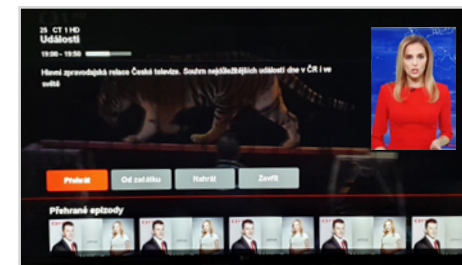 25 ČT 1 HD
Události
19:00 - 19:50
Hlavní zpravodajská relace České televize. Souhrn nejdůležitějších událostí dne v ČR i ve
světě
Přehrát
Od začátku
Nahrát
Zavřít
Přehrané epizody